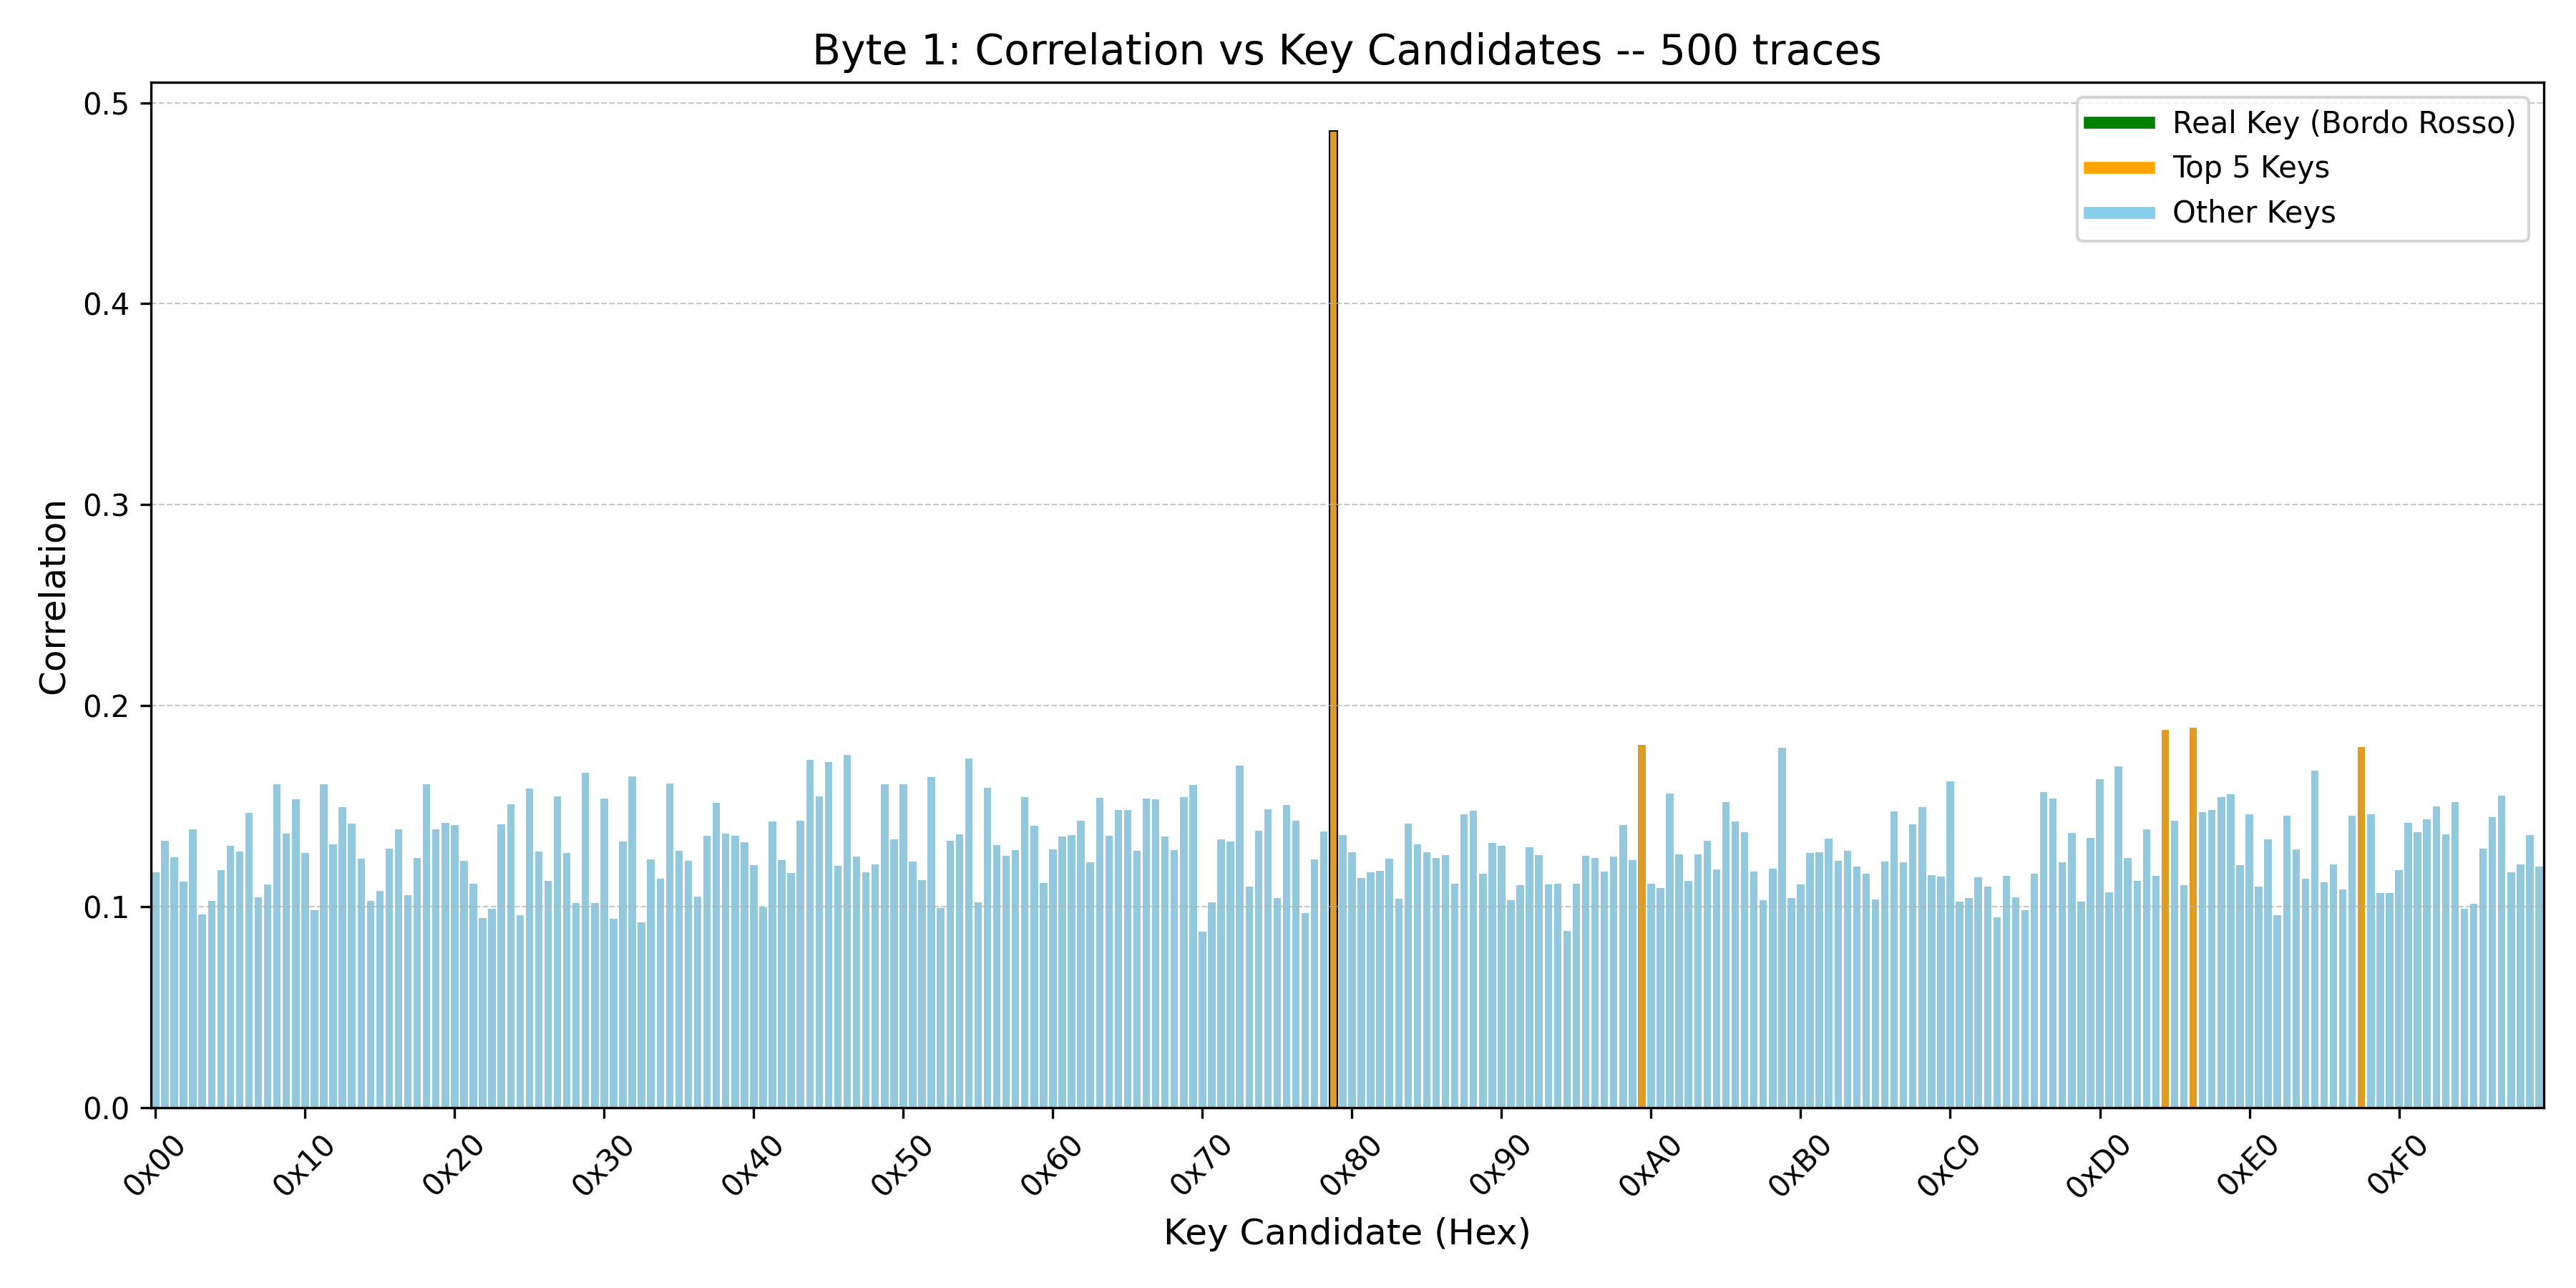 Byte 1: Correlation vs Key Candidates -- 500 traces
Real Key (Bordo Rosso)
Top 5 Keys
Other Keys
Correlation
0.5
0.4
0.3
0.2
0.1
0.0
0x00 0x10 0x20 0x30 0x40 0x50 0x60 0x70 0x80 0x90 0xA0 0xB0 0xC0 0xD0 0xE0 0xF0
Key Candidate (Hex)